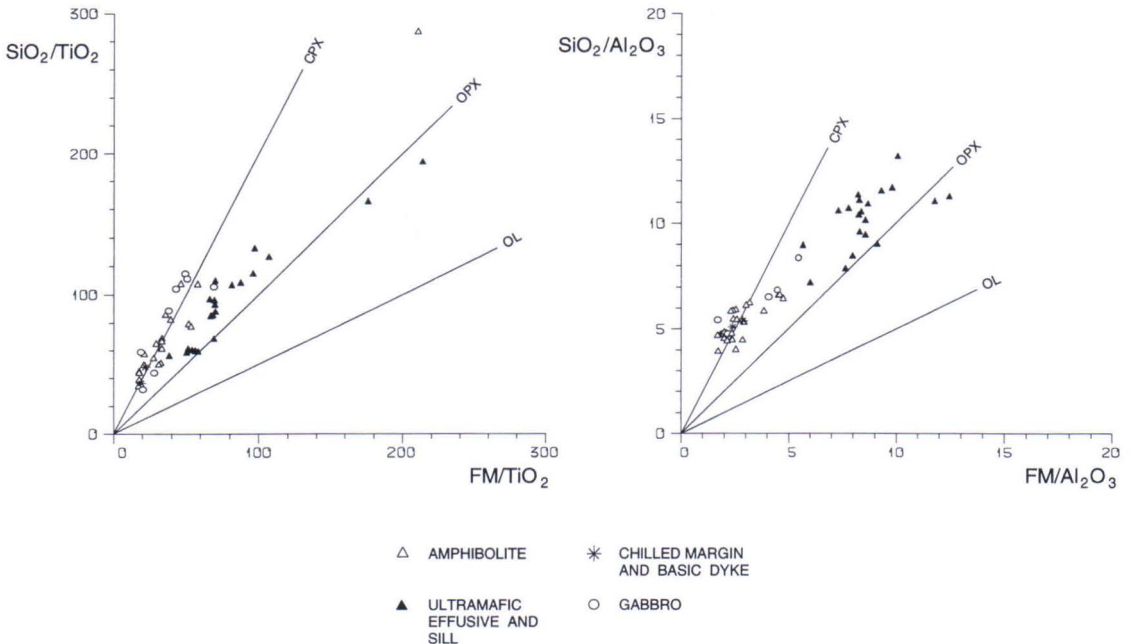 300
SiO2/TiO2
CPX
OPX
200
100
OL
0
0
100
200
300
FM/TiO2
20
SiO2/Al2O3
15
CPX
OPX
10
OL
5
0
0
5
10
15
20
FM/Al2O3
AMPHIBOLITE
CHILLED MARGIN
AND BASIC DYKE
ULTRAMAFIC
EFFUSIVE AND
SILL
GABBRO